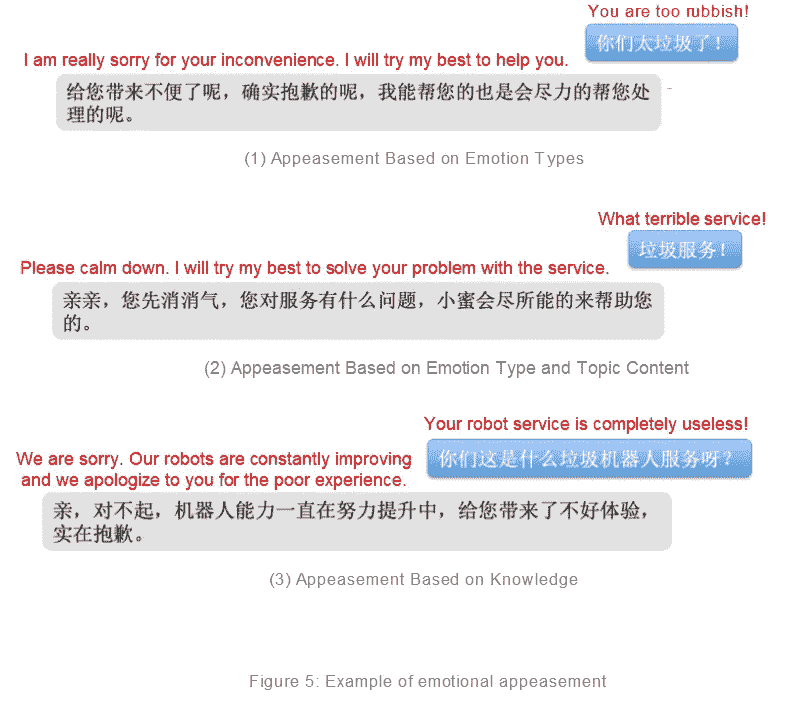 You are too rubbish!
你们太垃圾了！
I am really sorry for your inconvenience. I will try my best to help you.
给您带来不便了呢，确实抱歉的呢，我能帮您的也是会尽力的帮您处
理的呢。
(1) Appeasement Based on Emotion Types
What terrible service!
垃圾服务！
Please calm down. I will try my best to solve your problem with the service.
亲亲，您先消消气，您对服务有什么问题，小蜜会尽所能的来帮助您
的。
(2) Appeasement Based on Emotion Type and Topic Content
Your robot service is completely useless!
你们这是什么垃圾机器人服务呀？
We are sorry. Our robots are constantly improving
and we apologize to you for the poor experience.
亲，对不起，机器人能力一直在努力提升中，给您带来了不好体验，
实在抱歉。
(3) Appeasement Based on Knowledge
Figure 5: Example of emotional appeasement